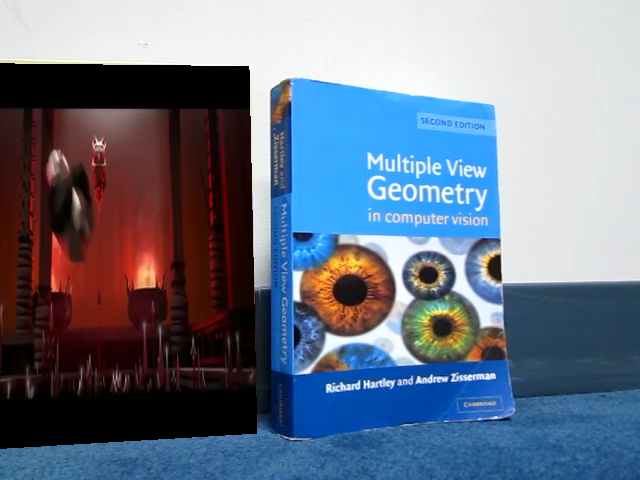 SECOND EDITION
Multiple View
Geometry
in computer vision
Richard Hartley and Andrew Zisserman
CAMBRIDGE
Hartley and
Zisserman
Multiple View Geometry